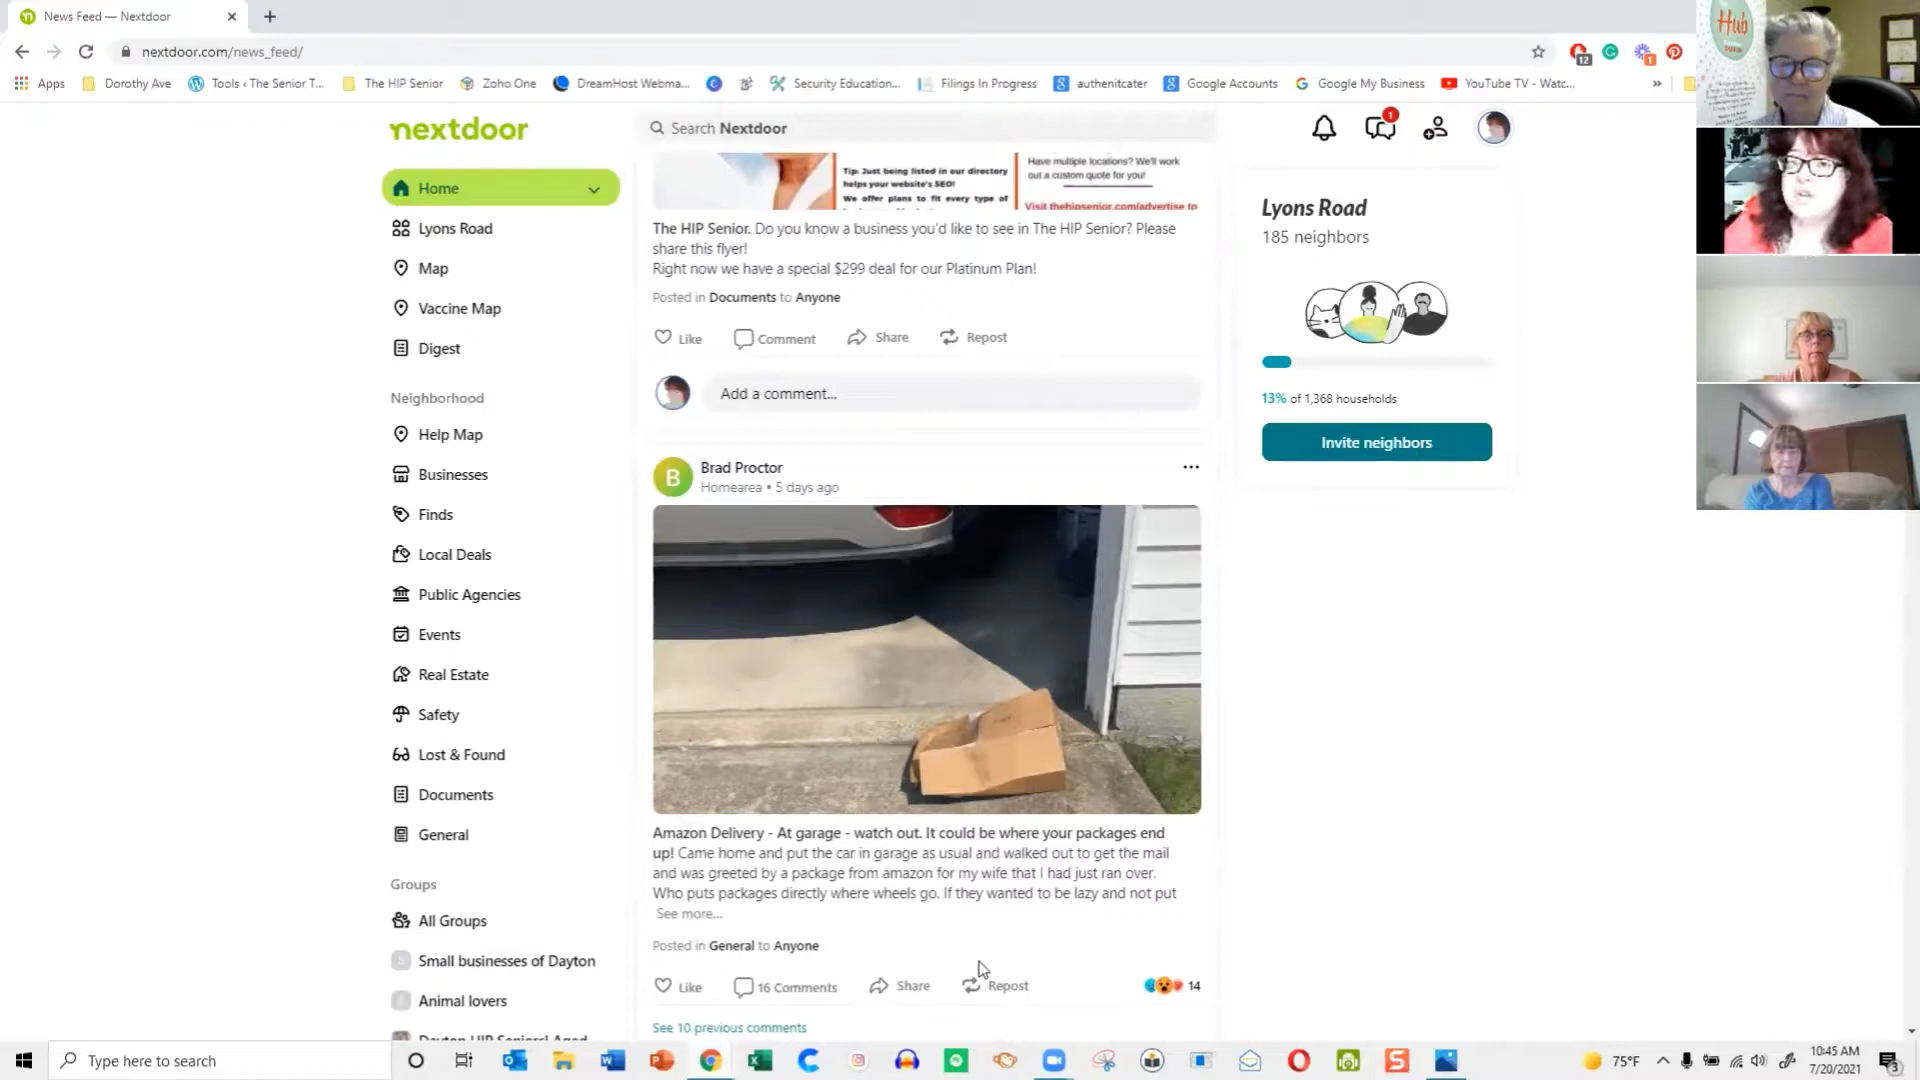 News Feed — Nextdoor
nextdoor.com/news_feed/
12
1
Apps
Dorothy Ave
Tools ‹ The Senior T...
The HIP Senior
Zoho One
DreamHost Webma...
Security Education...
Filings In Progress
authenitcater
Google Accounts
Google My Business
YouTube TV - Watc...
»
Hub
nextdoor
Search Nextdoor
1
Home
Lyons Road
Map
Vaccine Map
Digest
Neighborhood
Help Map
Businesses
Finds
Local Deals
Public Agencies
Events
Real Estate
Safety
Lost & Found
Documents
General
Groups
All Groups
Small businesses of Dayton
Animal lovers
Dayton HIP Seniors! Aged
Tip: Just being listed in our directory
helps your website's SEO!
We offer plans to fit every type of
Have multiple locations? We'll work
out a custom quote for you!
Visit thehipsenior.com/advertise to
The HIP Senior. Do you know a business you'd like to see in The HIP Senior? Please
share this flyer!
Right now we have a special $299 deal for our Platinum Plan!
Posted in Documents to Anyone
Like
Comment
Share
Repost
Add a comment...
B
Brad Proctor
Homearea • 5 days ago
Amazon Delivery - At garage - watch out. It could be where your packages end
up! Came home and put the car in garage as usual and walked out to get the mail
and was greeted by a package from amazon for my wife that I had just ran over.
Who puts packages directly where wheels go. If they wanted to be lazy and not put
See more...
Posted in General to Anyone
Like
16 Comments
Share
Repost
14
See 10 previous comments
Lyons Road
185 neighbors
13% of 1,368 households
Invite neighbors
Type here to search
75°F
10:45 AM
7/20/2021
3